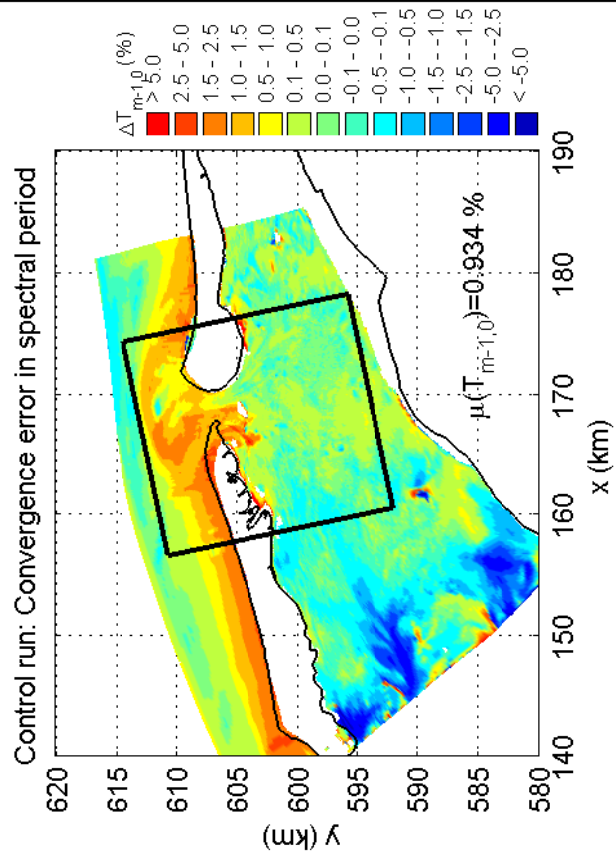 Control run: Convergence error in spectral period
ΔT_{m-1,0} (%)
> 5.0
2.5 - 5.0
1.5 - 2.5
1.0 - 1.5
0.5 - 1.0
0.1 - 0.5
0.0 - 0.1
-0.1 - 0.0
-0.5 - -0.1
-1.0 - -0.5
-1.5 - -1.0
-2.5 - -1.5
-5.0 - -2.5
< -5.0
620
615
610
605
600
595
590
585
580
y (km)
140
150
160
170
180
190
x (km)
μ(T_{m-1,0})=0.934 %